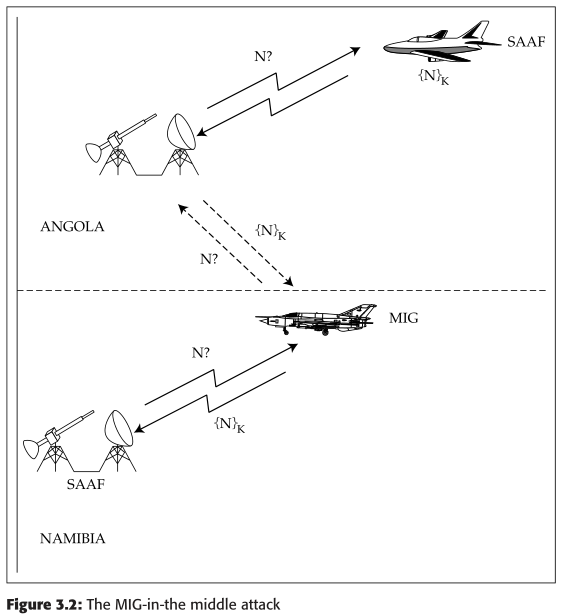 N?
SAAF
{N}K
ANGOLA
{N}K
N?
MIG
N?
{N}K
SAAF
NAMIBIA
Figure 3.2: The MIG-in-the middle attack